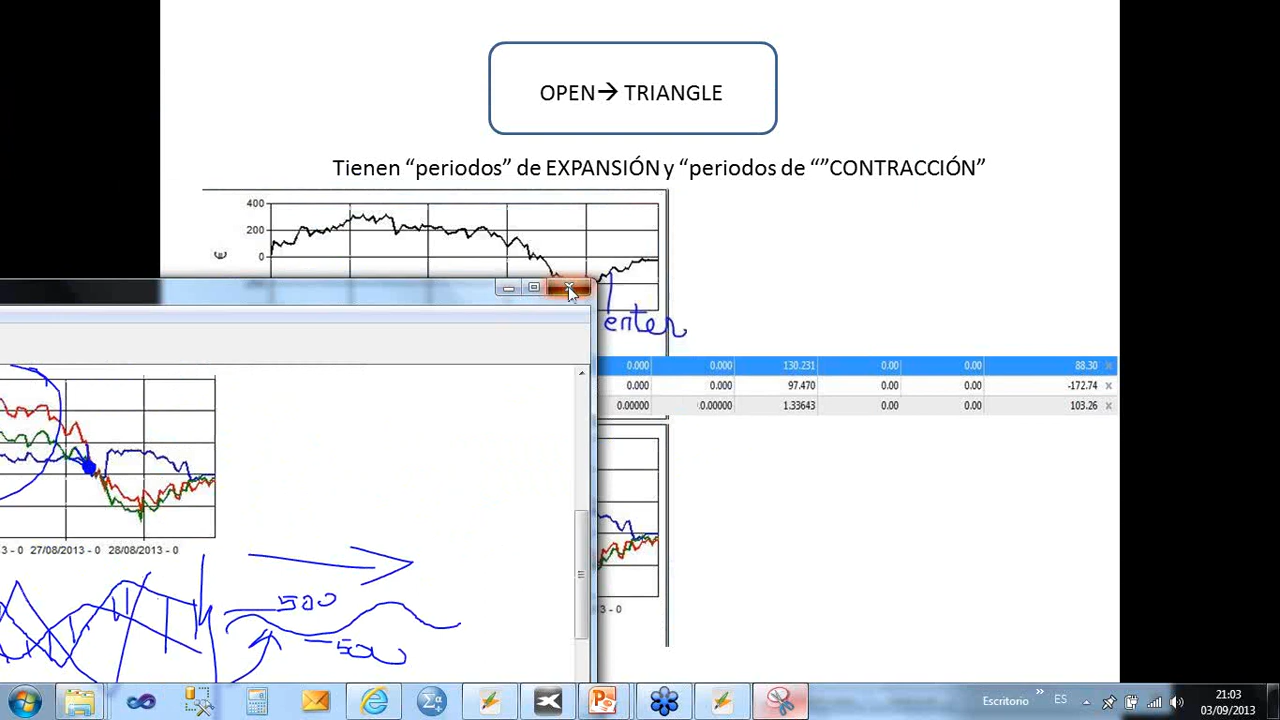 OPEN→ TRIANGLE
Tienen “periodos” de EXPANSIÓN y “periodos de “”CONTRACCIÓN”
400
200
0
€
enter
0.000 0.000 130.231 0.00 0.00 88.30
0.000 0.000 97.470 0.00 0.00 -172.74
0.00000 0.00000 1.33643 0.00 0.00 103.26
3 - 0 27/08/2013 - 0 28/08/2013 - 0
3 - 0
500
-500
Escritorio » ES
21:03
03/09/2013